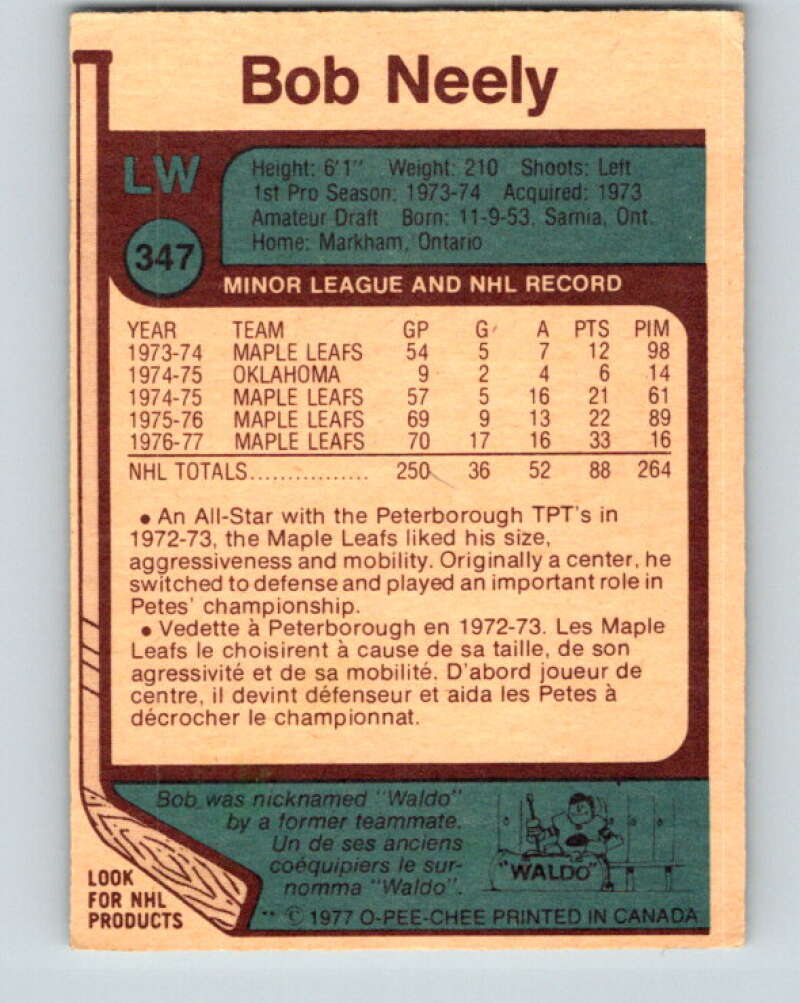 Bob Neely
LW
347
Height: 6'1" Weight: 210 Shoots: Left
1st Pro Season: 1973-74 Acquired: 1973
Amateur Draft Born: 11-9-53, Sarnia, Ont.
Home: Markham, Ontario
MINOR LEAGUE AND NHL RECORD
YEAR TEAM GP G A PTS PIM
1973-74 MAPLE LEAFS 54 5 7 12 98
1974-75 OKLAHOMA 9 2 4 6 14
1974-75 MAPLE LEAFS 57 5 16 21 61
1975-76 MAPLE LEAFS 69 9 13 22 89
1976-77 MAPLE LEAFS 70 17 16 33 16
NHL TOTALS................ 250 36 52 88 264
• An All-Star with the Peterborough TPT's in
1972-73, the Maple Leafs liked his size,
aggressiveness and mobility. Originally a center, he
switched to defense and played an important role in
Petes' championship.
• Vedette à Peterborough en 1972-73. Les Maple
Leafs le choisirent à cause de sa taille, de son
agressivité et de sa mobilité. D'abord joueur de
centre, il devint défenseur et aida les Petes à
décrocher le championnat.
Bob was nicknamed "Waldo"
by a former teammate.
Un de ses anciens
coéquipiers le sur-
nomma "Waldo".
"WALDO"
LOOK
FOR NHL
PRODUCTS
** © 1977 O-PEE-CHEE PRINTED IN CANADA